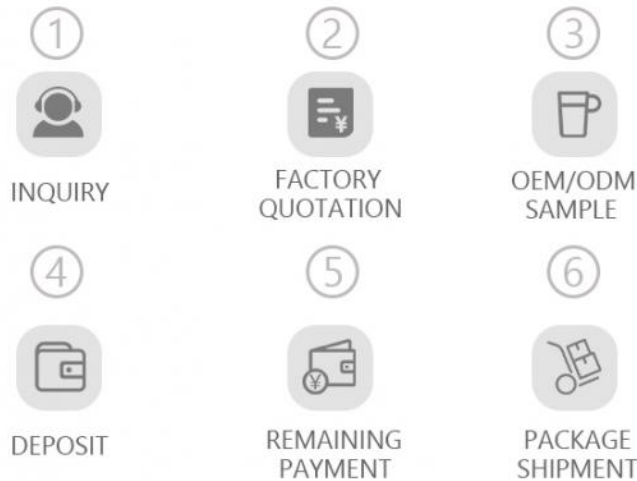 ① ② ③
INQUIRY
FACTORY
QUOTATION
¥
OEM/ODM
SAMPLE
④ ⑤ ⑥
DEPOSIT
¥
REMAINING
PAYMENT
PACKAGE
SHIPMENT